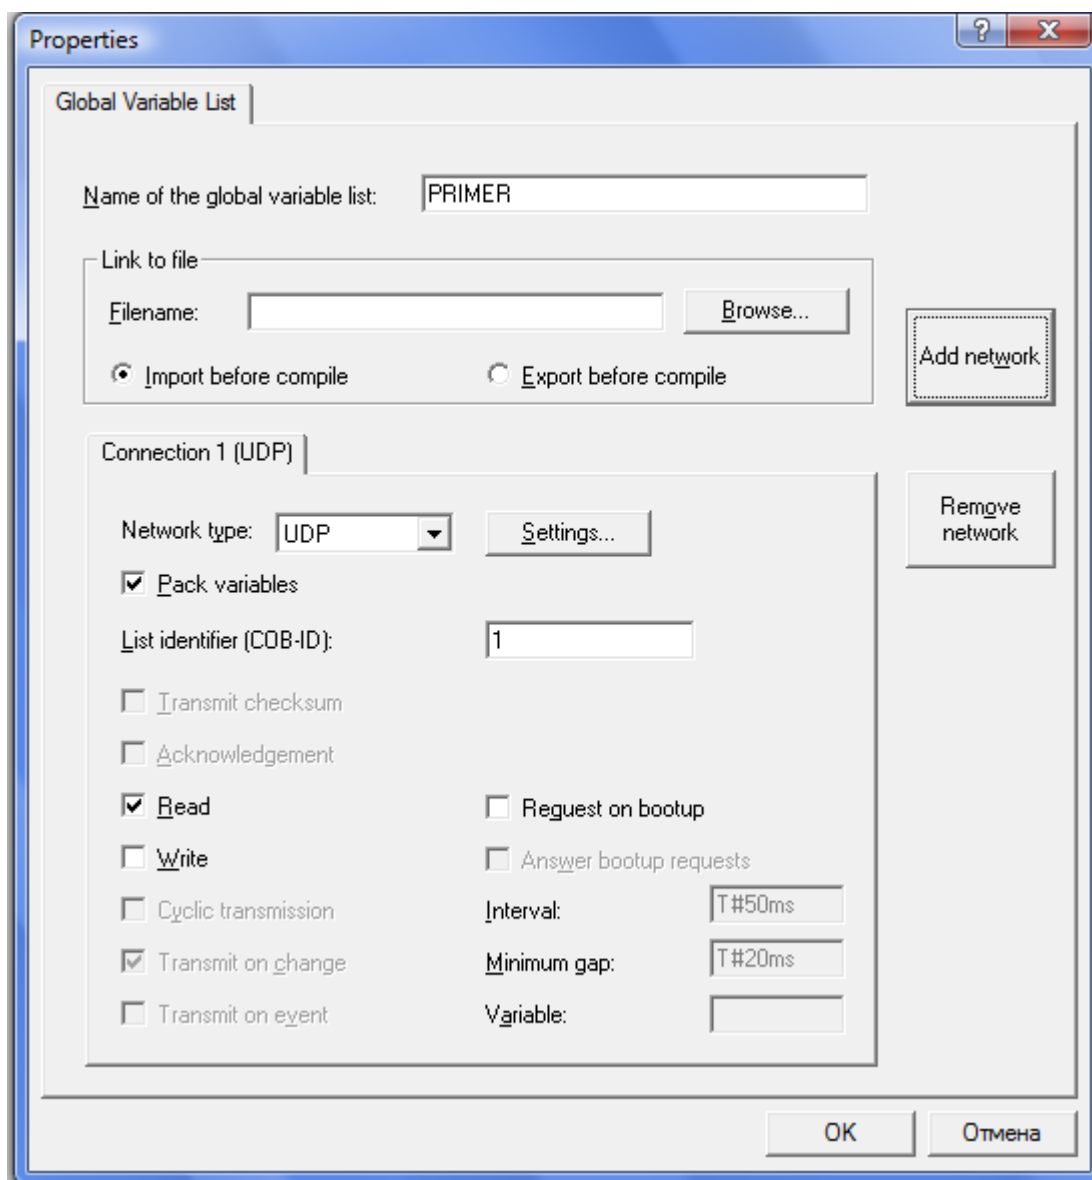 Properties
Global Variable List
Name of the global variable list: PRIMER
Link to file
Filename: Browse...
Import before compile Export before compile
Add network
Connection 1 (UDP)
Network type: UDP Settings...
Remove
network
Pack variables
List identifier (COB-ID): 1
Transmit checksum
Acknowledgement
Read Reguest on bootup
Write Answer bootup requests
Cyclic transmission Interval: T#50ms
Transmit on change Minimum gap: T#20ms
Transmit on event Variable:
OK Отмена